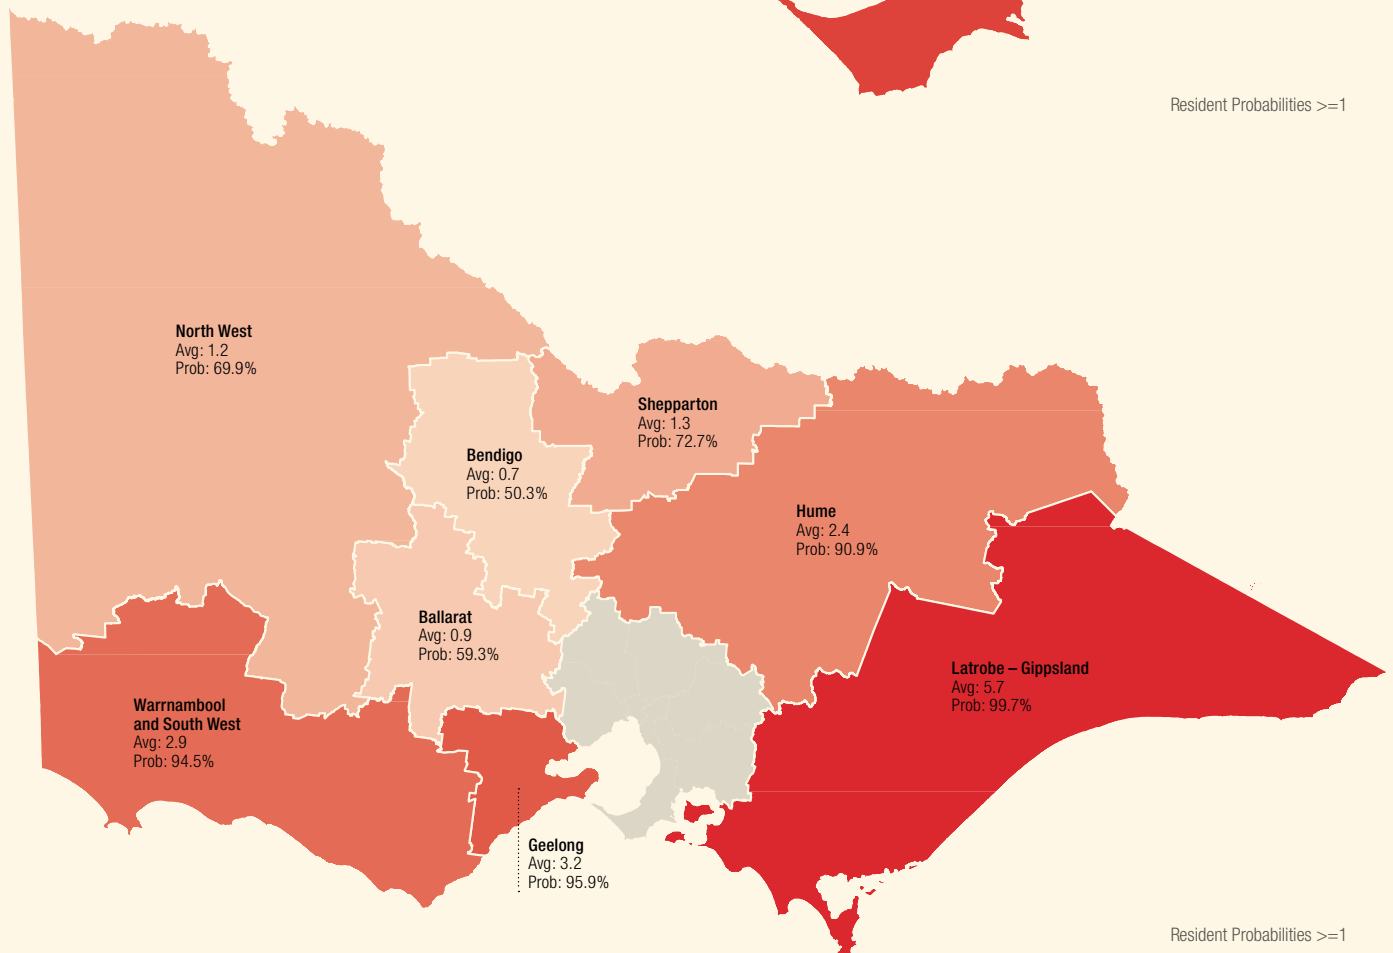 Resident Probabilities >=1
North West
Avg: 1.2
Prob: 69.9%
Shepparton
Avg: 1.3
Prob: 72.7%
Bendigo
Avg: 0.7
Prob: 50.3%
Hume
Avg: 2.4
Prob: 90.9%
Ballarat
Avg: 0.9
Prob: 59.3%
Latrobe – Gippsland
Avg: 5.7
Prob: 99.7%
Warrnambool
and South West
Avg: 2.9
Prob: 94.5%
Geelong
Avg: 3.2
Prob: 95.9%
Resident Probabilities >=1